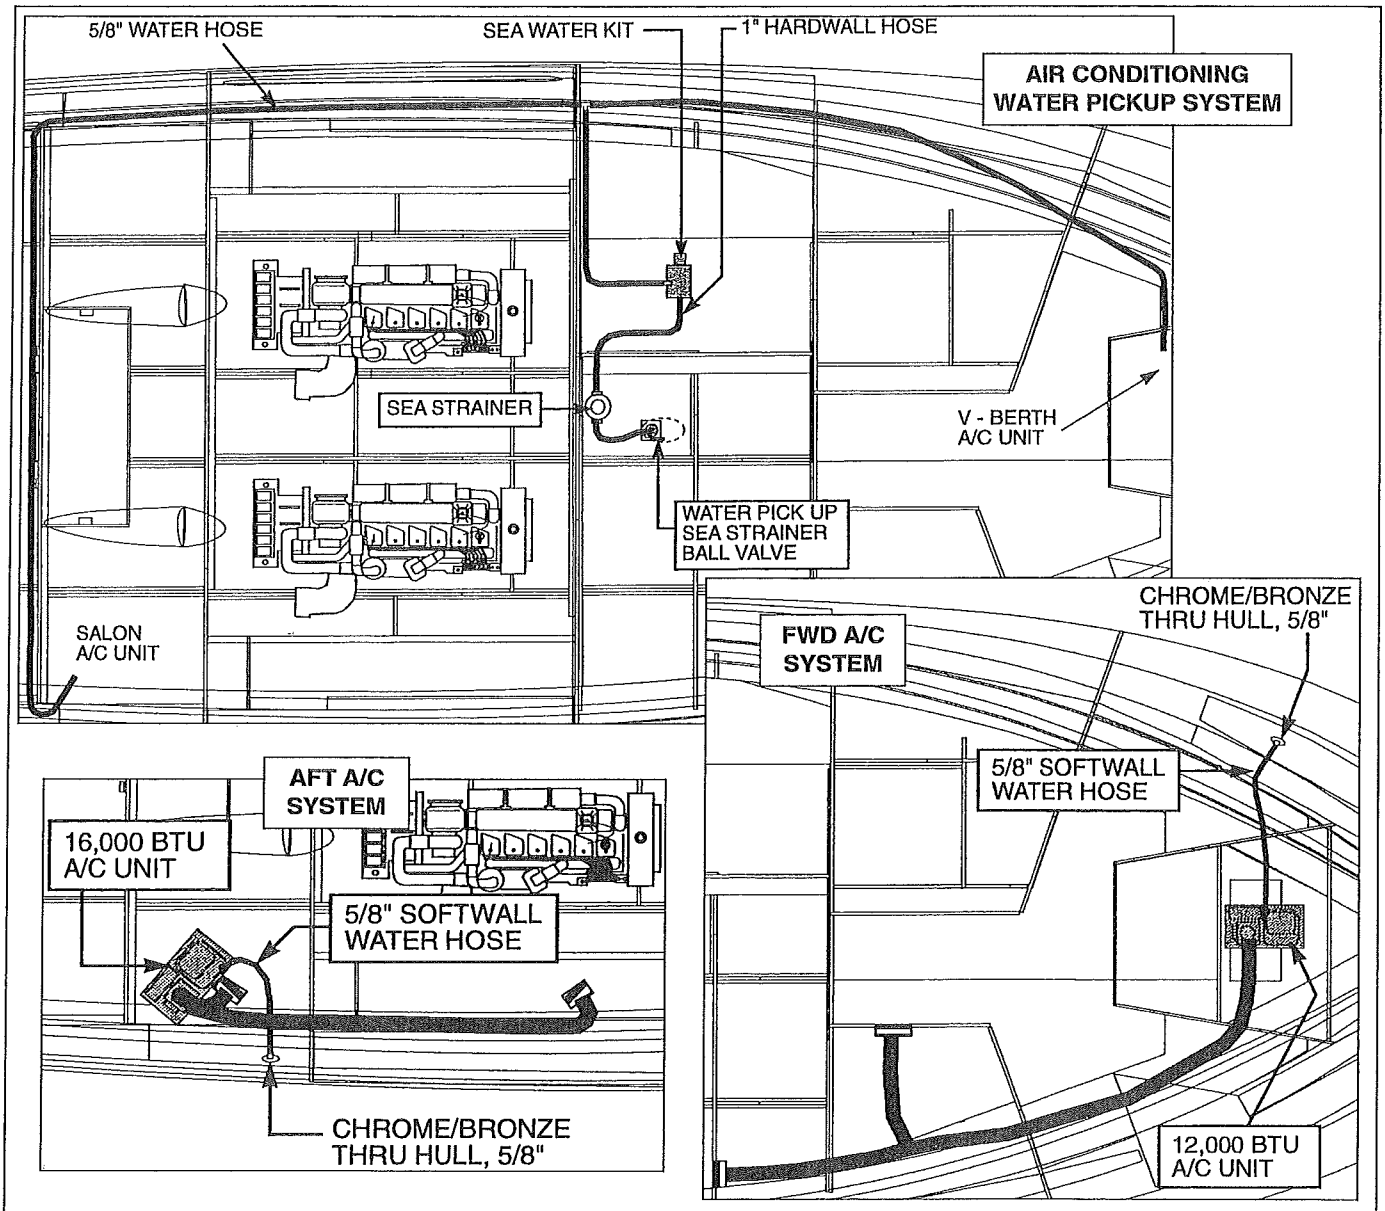 5/8" WATER HOSE
SEA WATER KIT
1" HARDWALL HOSE
AIR CONDITIONING
WATER PICKUP SYSTEM
SEA STRAINER
V - BERTH
A/C UNIT
WATER PICK UP
SEA STRAINER
BALL VALVE
SALON
A/C UNIT
CHROME/BRONZE
THRU HULL, 5/8"
FWD A/C
SYSTEM
5/8" SOFTWALL
WATER HOSE
12,000 BTU
A/C UNIT
AFT A/C
SYSTEM
16,000 BTU
A/C UNIT
5/8" SOFTWALL
WATER HOSE
CHROME/BRONZE
THRU HULL, 5/8"